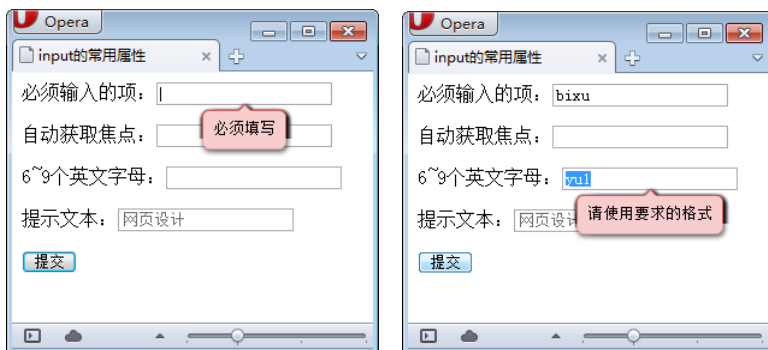 Opera
input的常用属性
必须输入的项：
必须填写
自动获取焦点：
6~9个英文字母：
提示文本：网页设计
提交
Opera
input的常用属性
必须输入的项：bixu
自动获取焦点：
6~9个英文字母：yul
请使用要求的格式
提示文本：网页设
提交